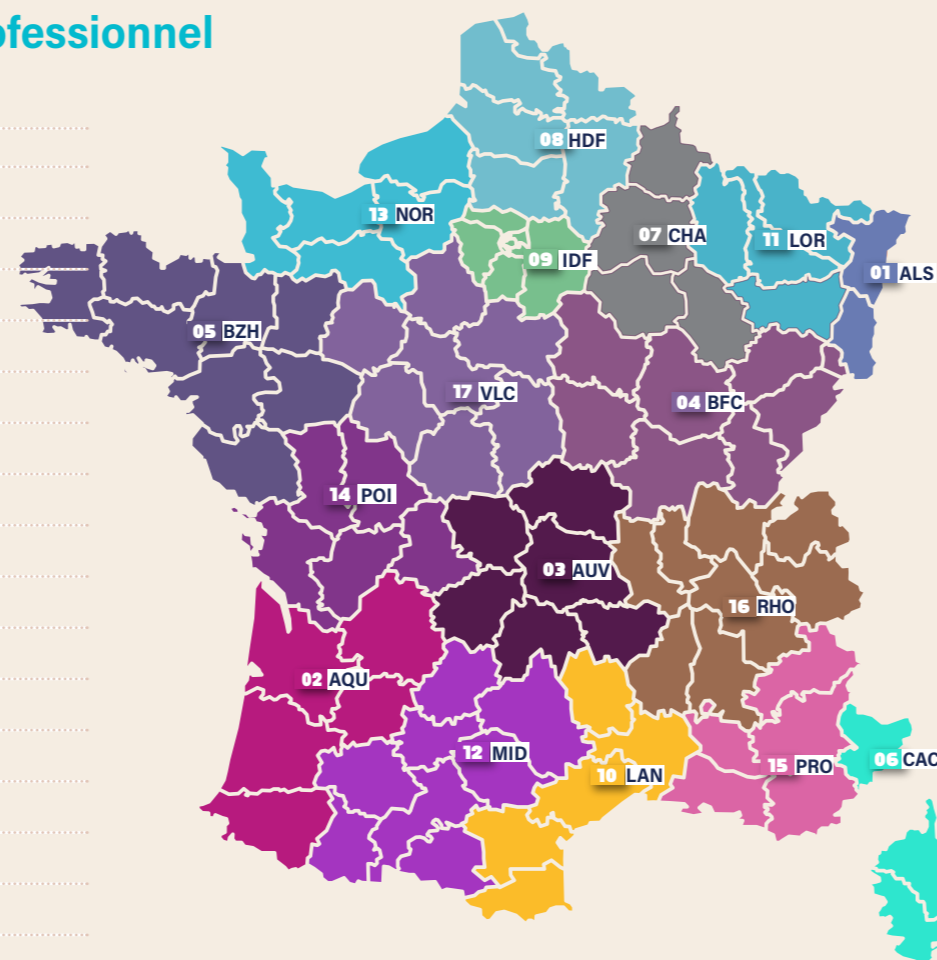 ofessionnel
08 HDF
13 NOR
07 CHA
11 LOR
09 IDF
01 ALS
05 BZH
17 VLC
04 BFC
14 POI
03 AUV
16 RHO
02 AQU
12 MID
06 CAC
15 PRO
10 LAN